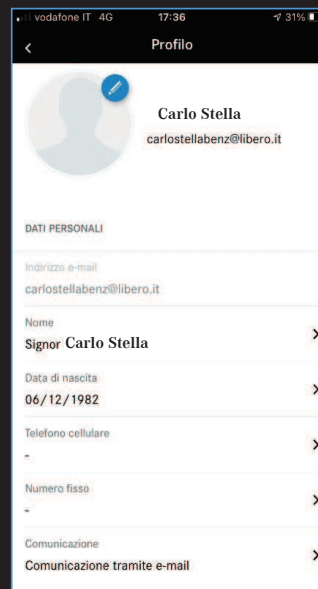 vodafone IT 4G 17:36 31%
Profilo
Carlo Stella
carlostellabenz@libero.it
DATI PERSONALI
Indirizzo e-mail
carlostellabenz@libero.it
Nome
Signor Carlo Stella
Data di nascita
06/12/1982
Telefono cellulare
-
Numero fisso
-
Comunicazione
Comunicazione tramite e-mail